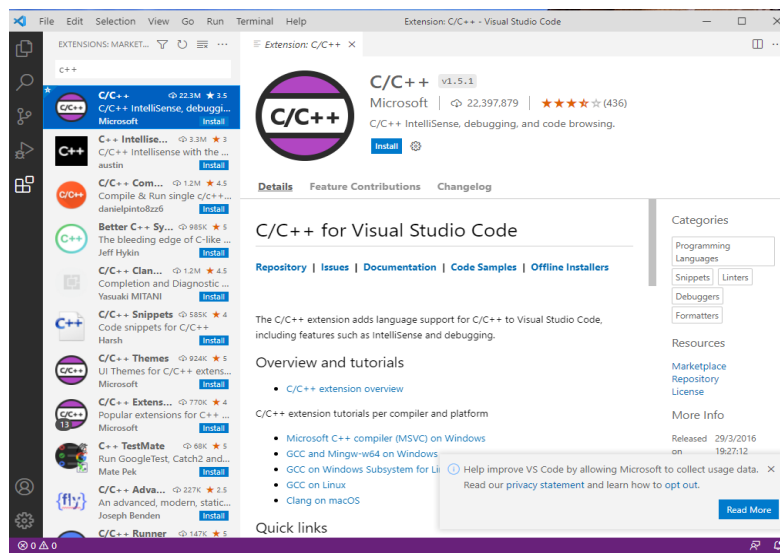 File Edit Selection View Go Run Terminal Help Extension: C/C++ - Visual Studio Code
EXTENSIONS: MARKET...
c++
C/C++ 22.3M 3.5
C/C++ IntelliSense, debuggi...
Microsoft Install
C++ Intellise... 3.3M 3
C/C++ Intellisense with the ...
austin Install
C/C++ Com... 1.2M 4.5
Compile & Run single c/c++...
danielpinto8zz6 Install
Better C++ Sy... 985K 5
The bleeding edge of C-like ...
Jeff Hykin Install
C/C++ Clan... 1.2M 4.5
Completion and Diagnostic ...
Yasuaki MITANI Install
C/C++ Snippets 585K 4
Code snippets for C/C++
Harsh Install
C/C++ Themes 924K 5
UI Themes for C/C++ extens...
Microsoft Install
C/C++ Extens... 770K 4
Popular extensions for C++ ...
Microsoft Install
13
C++ TestMate 68K 5
Run GoogleTest, Catch2 and...
Mate Pek Install
C/C++ Adva... 227K 2.5
An advanced, modern, static...
Joseph Benden Install
C/C++ Runner 147K 5
Extension: C/C++
C/C++
C/C++ v1.5.1
Microsoft 22,397,879 (436)
C/C++ IntelliSense, debugging, and code browsing.
Install
Details Feature Contributions Changelog
C/C++ for Visual Studio Code
Repository | Issues | Documentation | Code Samples | Offline Installers
The C/C++ extension adds language support for C/C++ to Visual Studio Code,
including features such as IntelliSense and debugging.
Overview and tutorials
• C/C++ extension overview
C/C++ extension tutorials per compiler and platform
• Microsoft C++ compiler (MSVC) on Windows
• GCC and Mingw-w64 on Windows
• GCC on Windows Subsystem for Li
• GCC on Linux
• Clang on macOS
Quick links
Categories
Programming
Languages
Snippets Linters
Debuggers
Formatters
Resources
Marketplace
Repository
License
More Info
Released 29/3/2016
on 19:27:12
Help improve VS Code by allowing Microsoft to collect usage data.
Read our privacy statement and learn how to opt out.
Read More
0 0